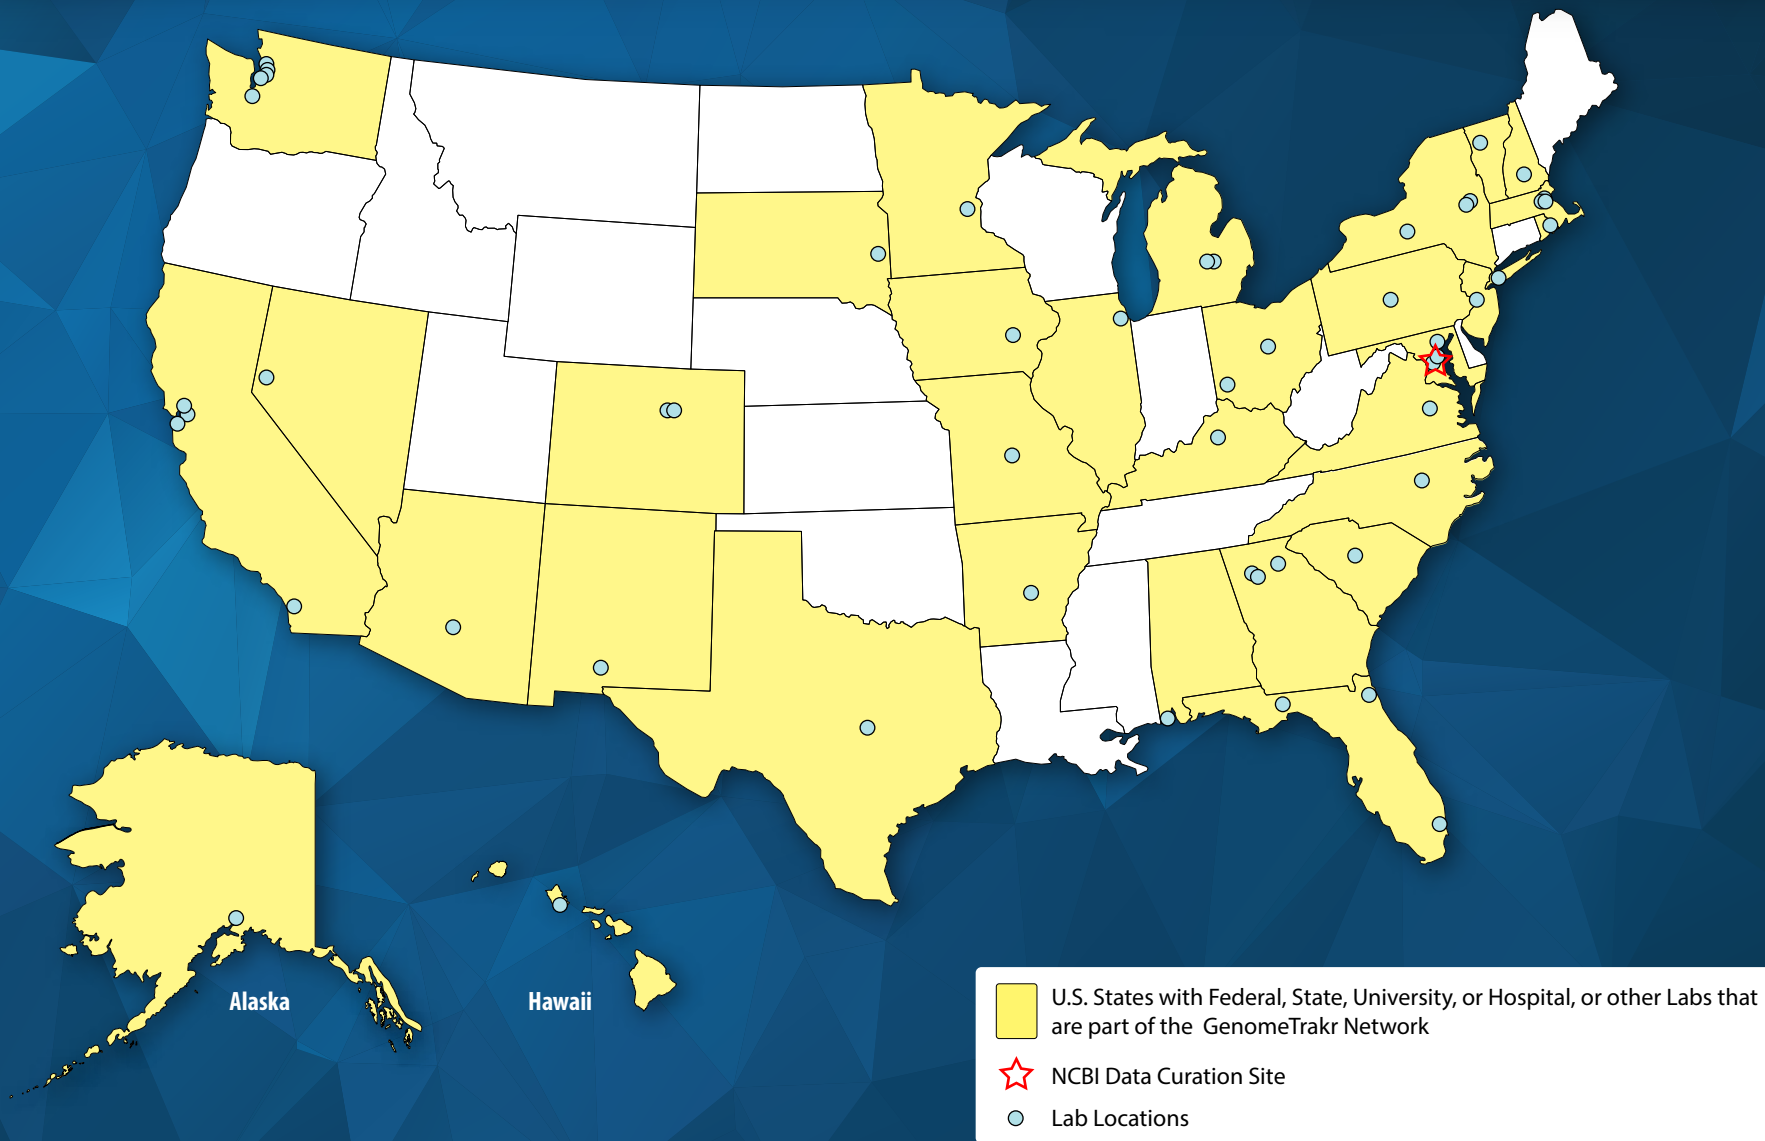 Alaska
Hawaii
U.S. States with Federal, State, University, or Hospital, or other Labs that
are part of the GenomeTrakr Network
NCBI Data Curation Site
Lab Locations